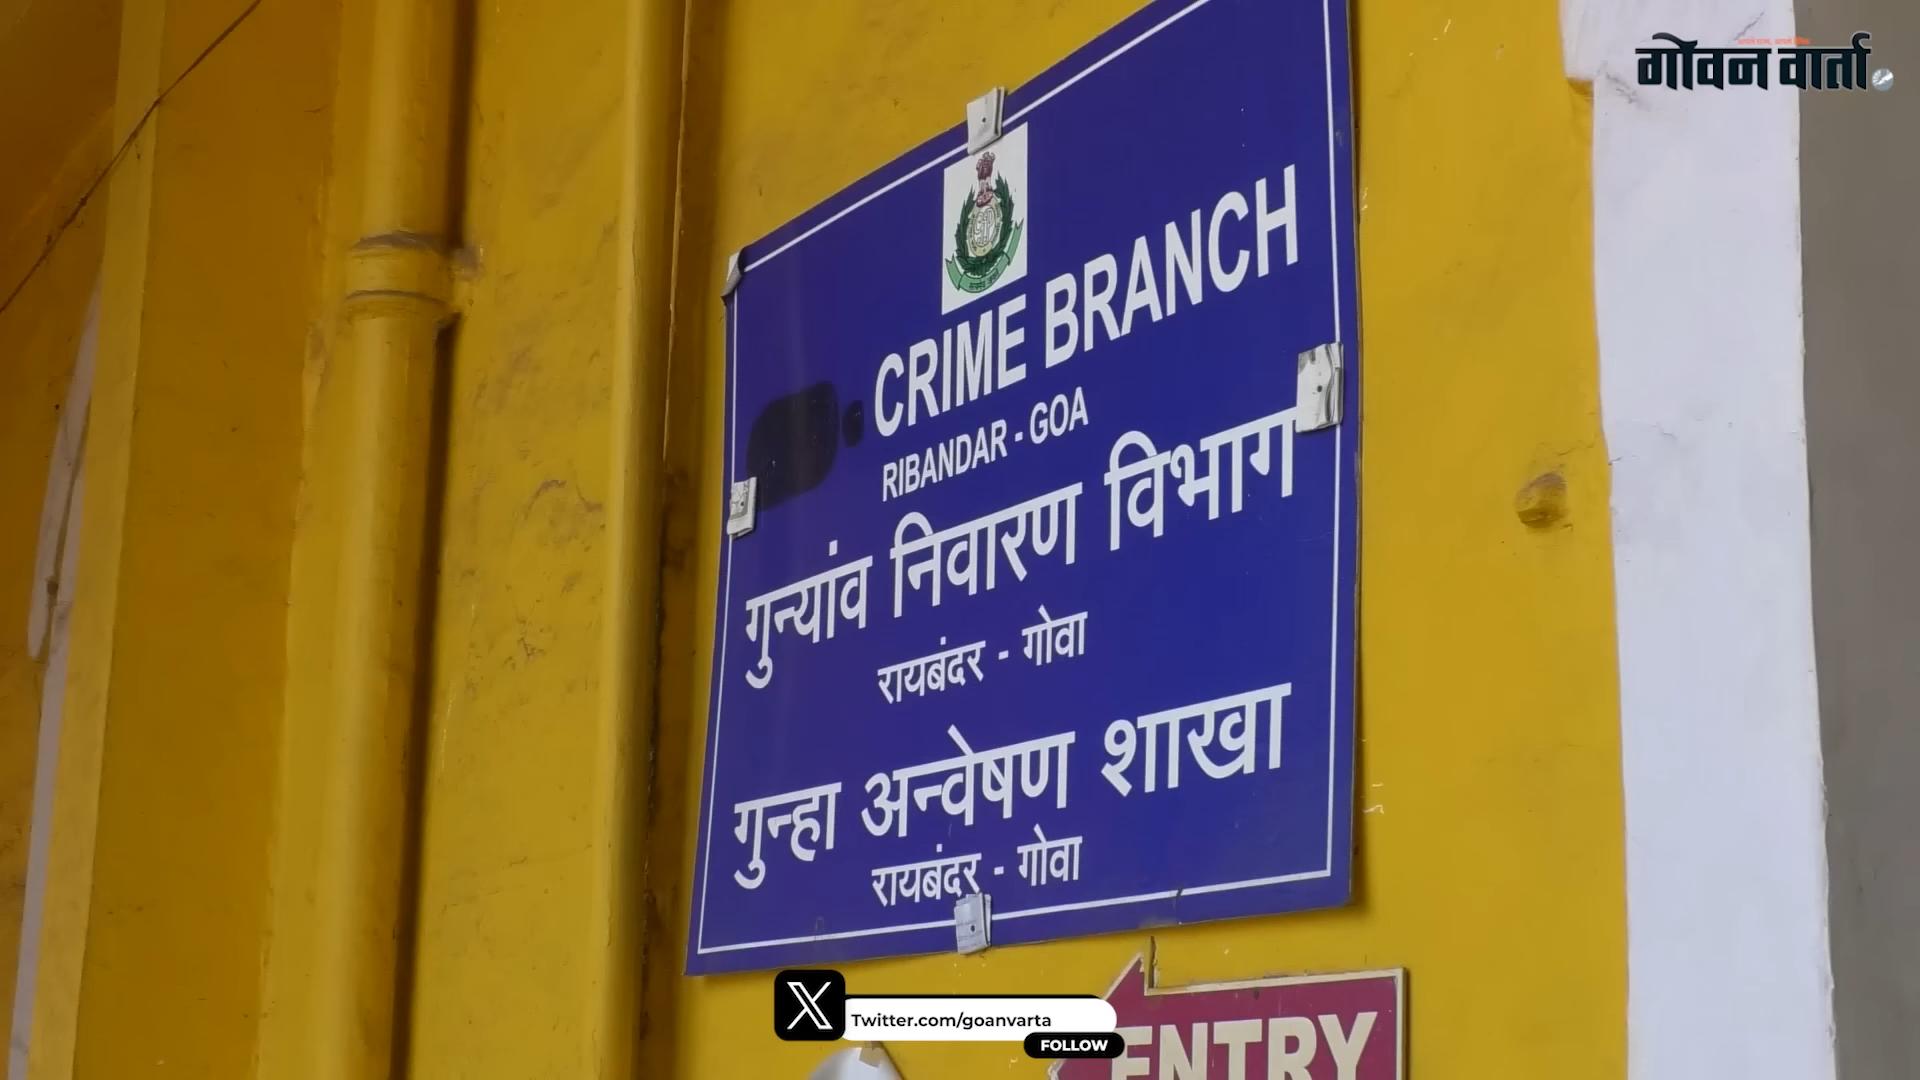 गोवन वार्ता
CRIME BRANCH
RIBANDAR - GOA
गुन्यांव निवारण विभाग
रायबंदर - गोवा
गुन्हा अन्वेषण शाखा
रायबंदर - गोवा
Twitter.com/goanvarta
FOLLOW
ENTRY